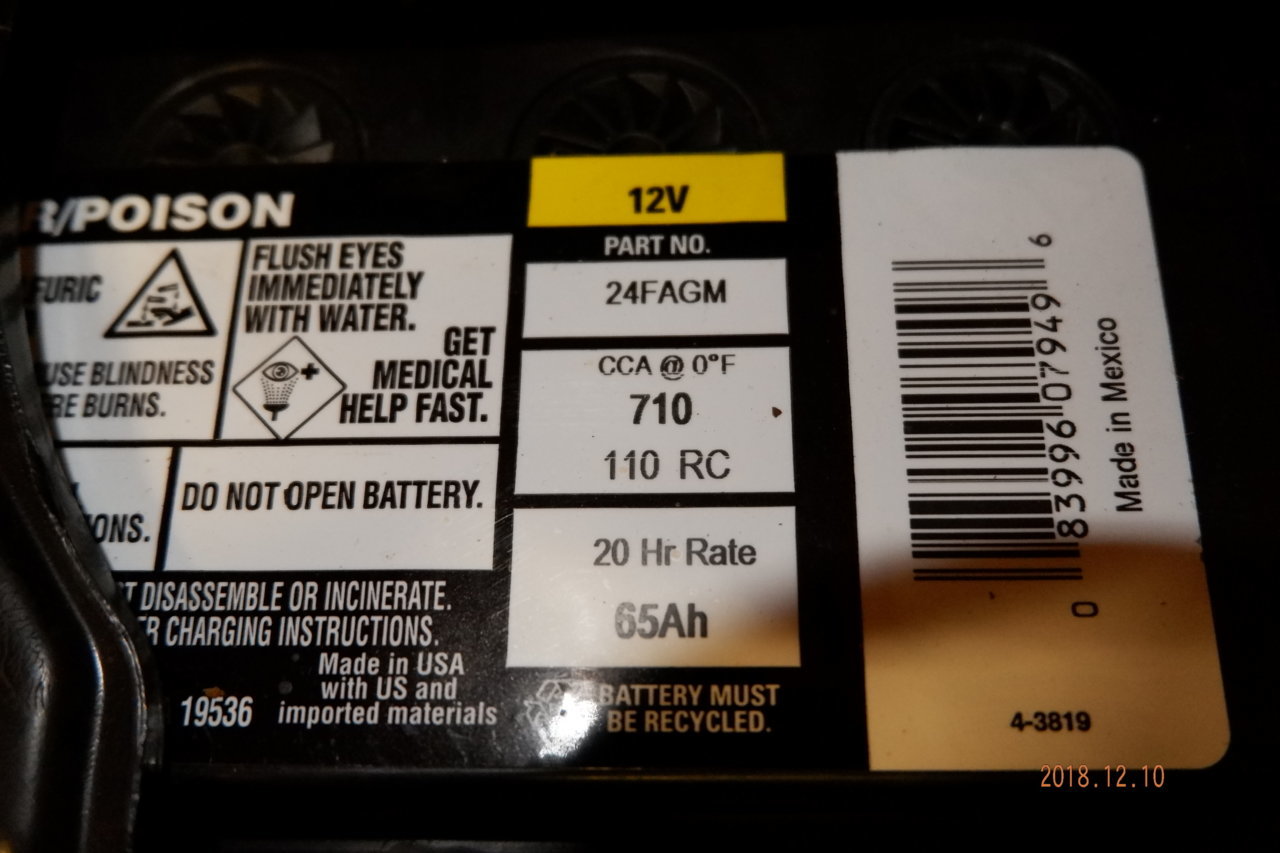 R/POISON
FURIC
FLUSH EYES
IMMEDIATELY
WITH WATER.
GET
MEDICAL
HELP FAST.
USE BLINDNESS
RE BURNS.
IONS.
DO NOT OPEN BATTERY.
T DISASSEMBLE OR INCINERATE.
R CHARGING INSTRUCTIONS.
Made in USA
with US and
imported materials
19536
12V
PART NO.
24FAGM
CCA @ 0°F
710
110 RC
20 Hr Rate
65Ah
BATTERY MUST
BE RECYCLED.
0 83996 07949 6
Made in Mexico
4-3819
2018.12.10